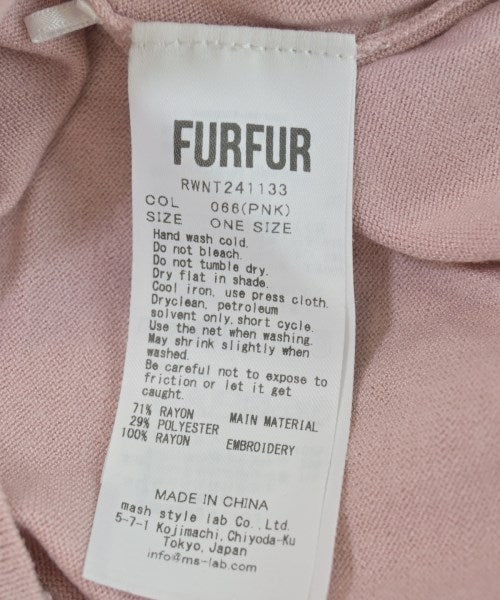 FURFUR
RWNT241133
COL 066(PNK)
SIZE ONE SIZE
Hand wash cold.
Do not bleach.
Do not tumble dry.
Dry flat in shade.
Cool iron, use press cloth.
Dryclean, petroleum
solvent only,short cycle.
Use the net when washing.
May shrink slightly when
washed.
Be careful not to expose to
friction or let it get
caught.
71% RAYON MAIN MATERIAL
29% POLYESTER
100% RAYON EMBROIDERY
MADE IN CHINA
mash style lab Co.,Ltd.
5-7-1 Kojimachi, Chiyoda-Ku
Tokyo, Japan
info@ms-lab.com